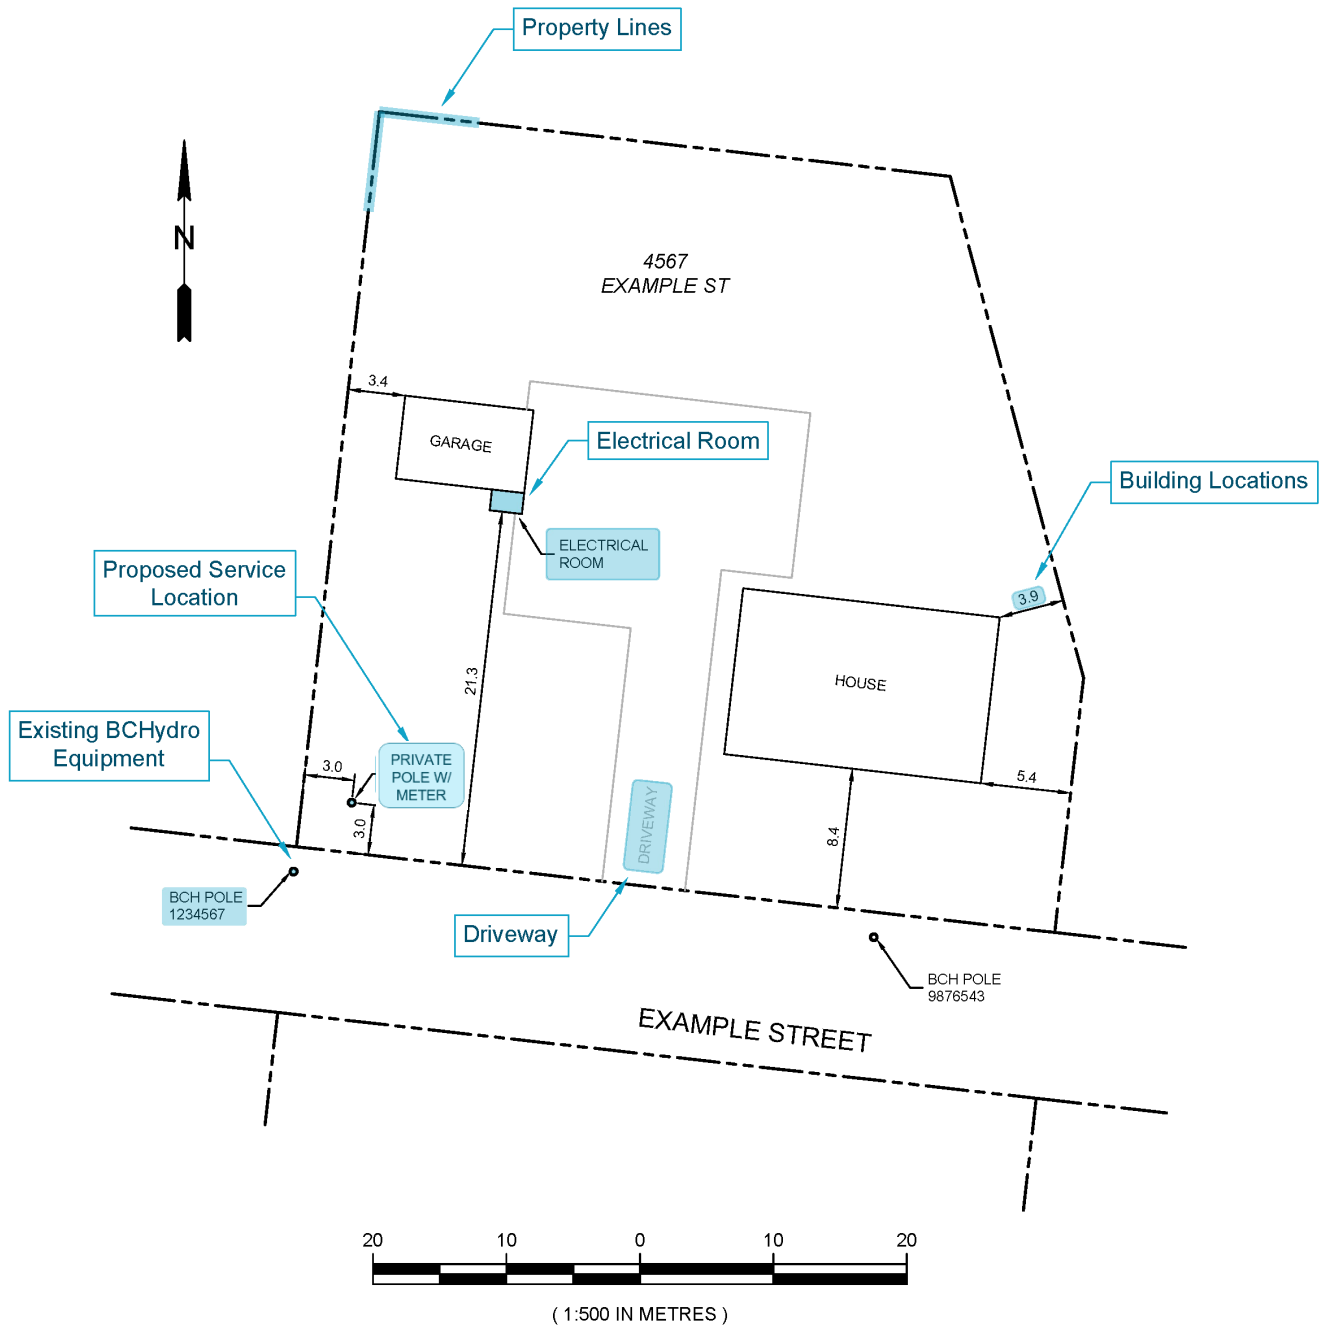 Property Lines
N
4567
EXAMPLE ST
3.4
GARAGE
Electrical Room
Building Locations
ELECTRICAL
ROOM
Proposed Service
Location
3.9
21.3
HOUSE
Existing BCHydro
Equipment
PRIVATE
POLE W/
METER
3.0
3.0
5.4
8.4
DRIVEWAY
BCH POLE
1234567
Driveway
BCH POLE
9876543
EXAMPLE STREET
20 10 0 10 20
( 1:500 IN METRES )